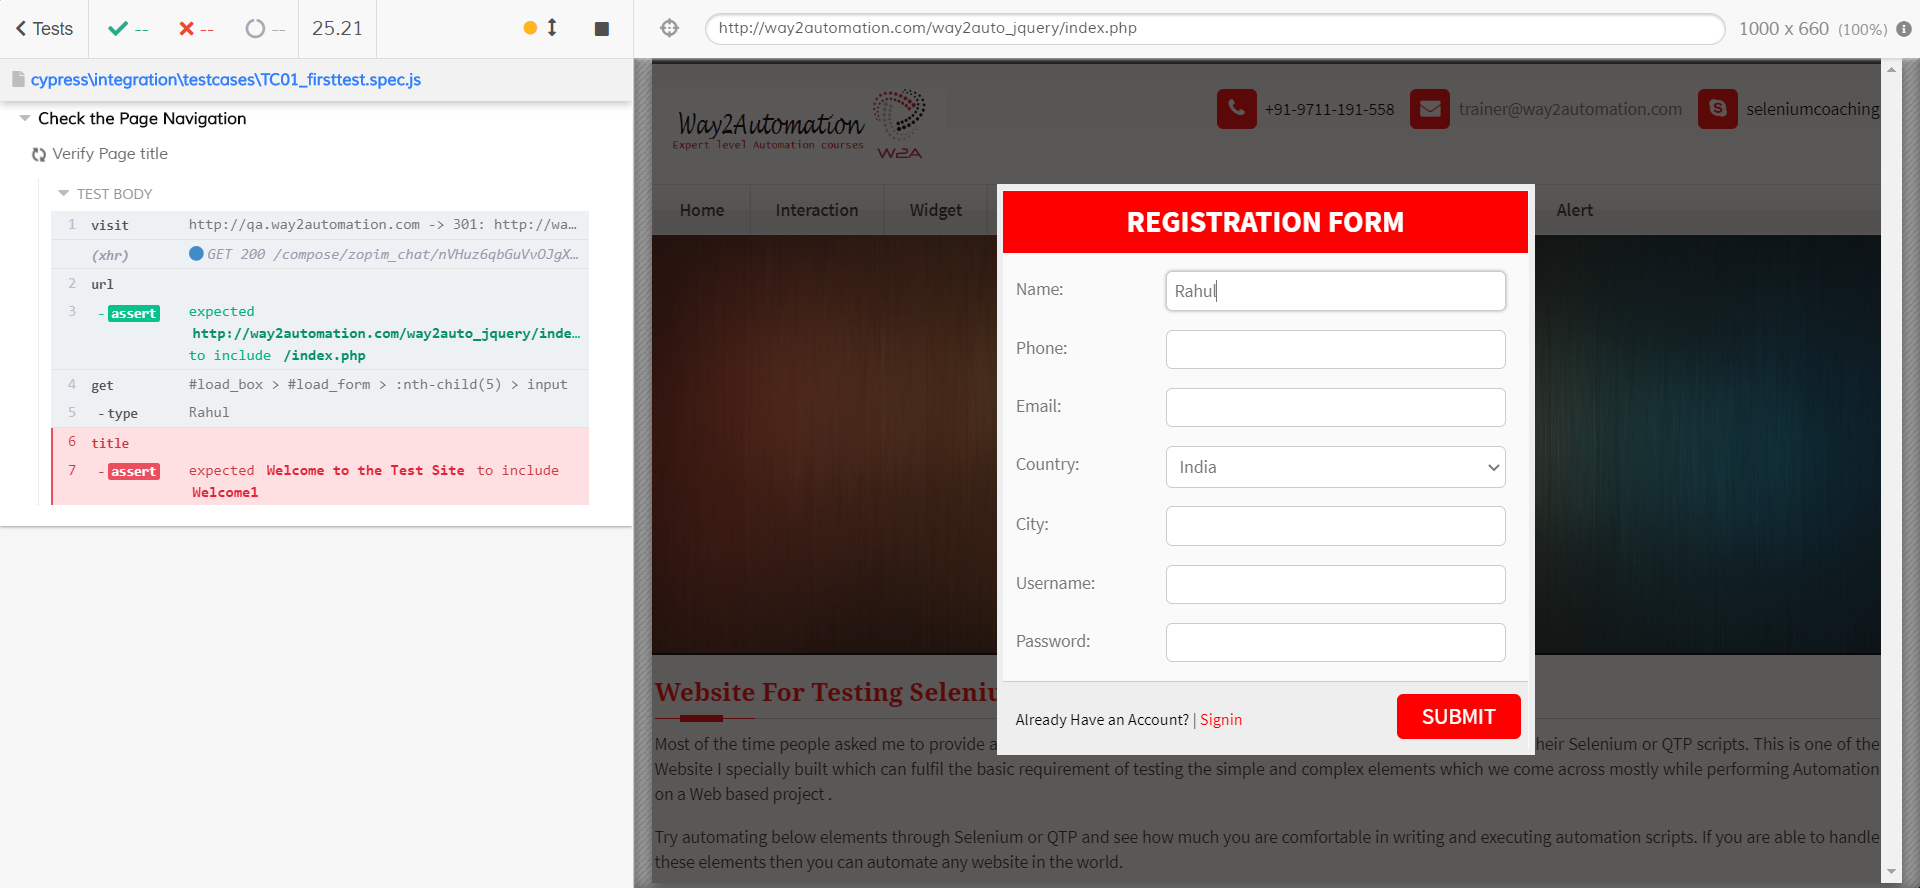 Tests
--
--
--
25.21
http://way2automation.com/way2auto_jquery/index.php
1000 x 660 (100%)
cypress\integration\testcases\TC01_firsttest.spec.js
Check the Page Navigation
Verify Page title
TEST BODY
1 visit http://qa.way2automation.com -> 301: http://wa…
(xhr) GET 200 /compose/zopim_chat/nVHuz6qbGuVvOJgX…
2 url
3 - assert expected
http://way2automation.com/way2auto_jquery/inde…
to include /index.php
4 get #load_box > #load_form > :nth-child(5) > input
5 - type Rahul
6 title
7 - assert expected Welcome to the Test Site to include
Welcome1
Way2Automation
Expert level Automation courses
W2A
+91-9711-191-558
trainer@way2automation.com
seleniumcoaching
Home Interaction Widget Alert
REGISTRATION FORM
Name: Rahul
Phone:
Email:
Country: India
City:
Username:
Password:
Already Have an Account? | Signin SUBMIT
Website For Testing Seleniu
Most of the time people asked me to provide a heir Selenium or QTP scripts. This is one of the
Website I specially built which can fulfil the basic requirement of testing the simple and complex elements which we come across mostly while performing Automation
on a Web based project .
Try automating below elements through Selenium or QTP and see how much you are comfortable in writing and executing automation scripts. If you are able to handle
these elements then you can automate any website in the world.